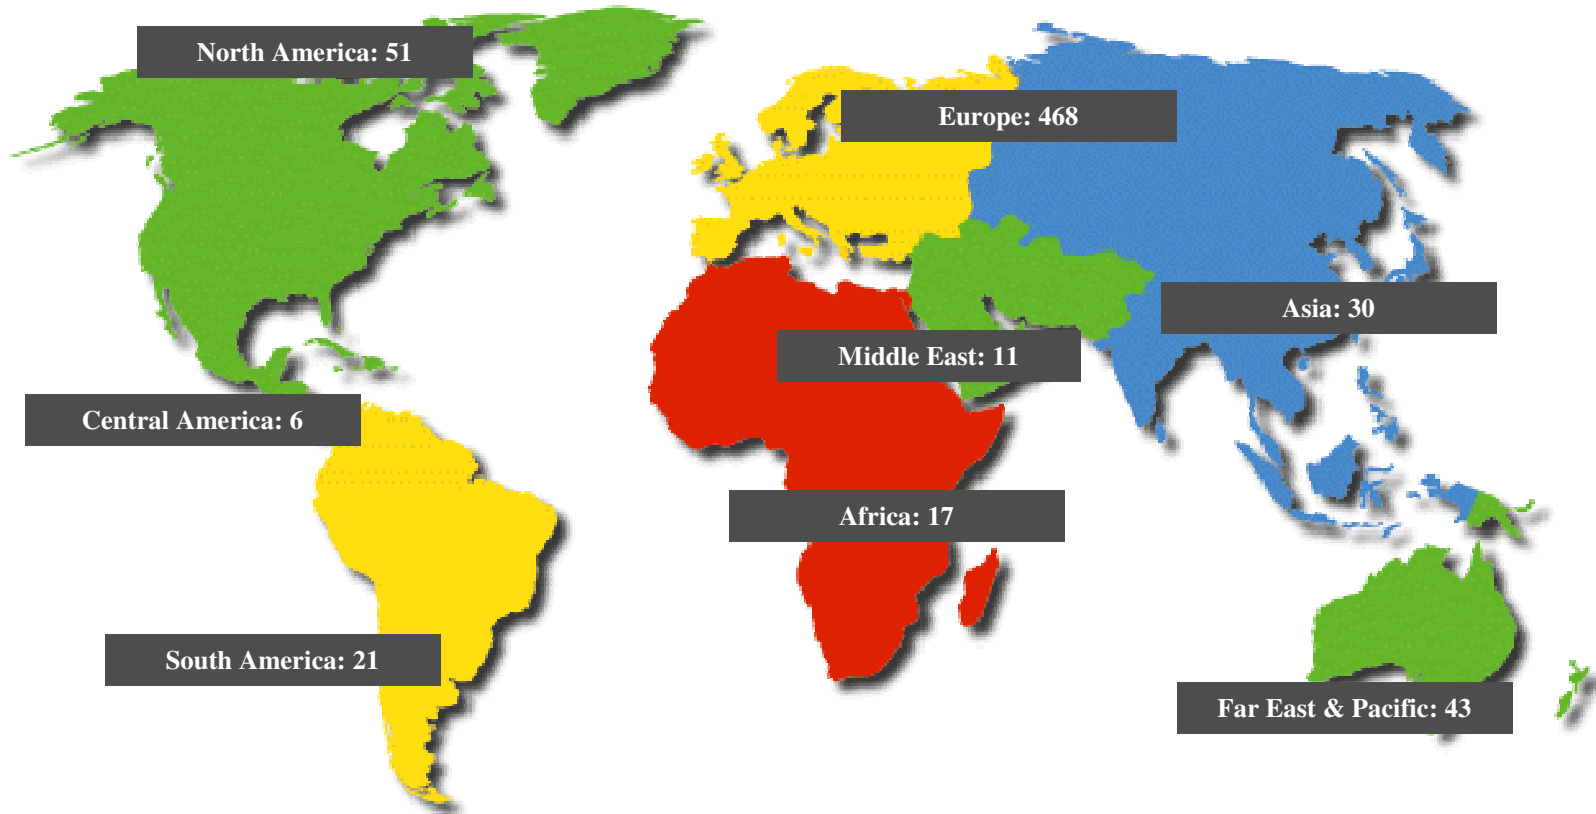 North America: 51
Europe: 468
Asia: 30
Middle East: 11
Central America: 6
Africa: 17
South America: 21
Far East & Pacific: 43